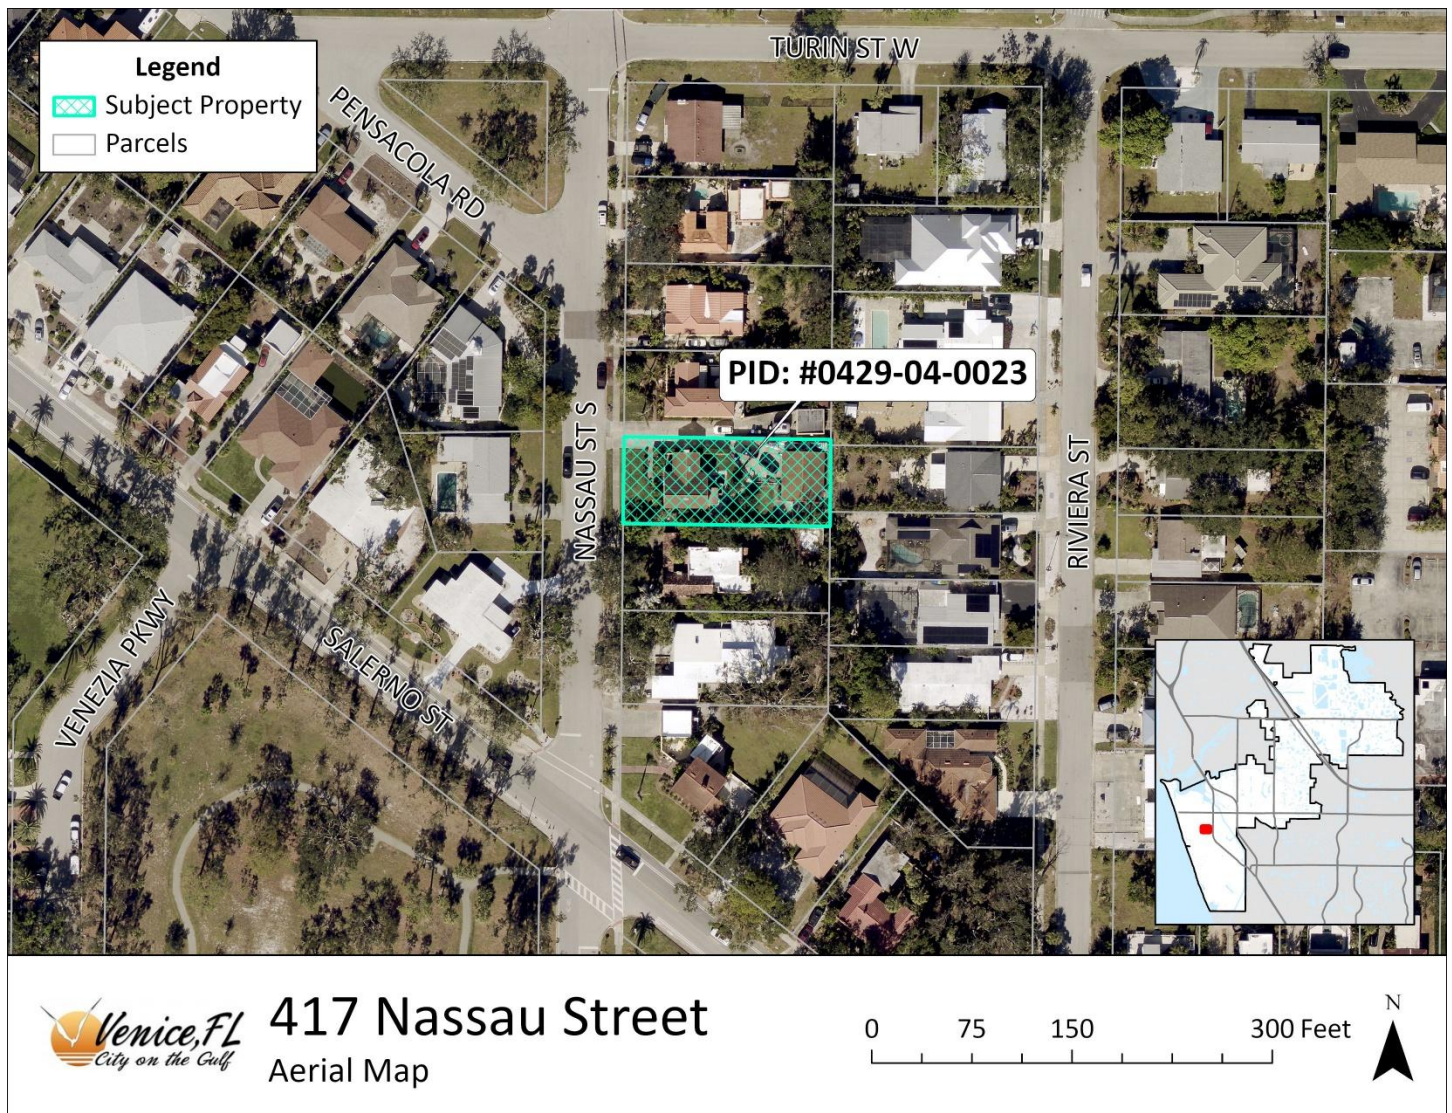 Legend
Subject Property
Parcels
TURIN ST W
PENSACOLA RD
PID: #0429-04-0023
NASSAU ST S
RIVIERA ST
VENEZIA PKWY
SALERNO ST
Venice, FL
City on the Gulf
417 Nassau Street
Aerial Map
0 75 150 300 Feet
N